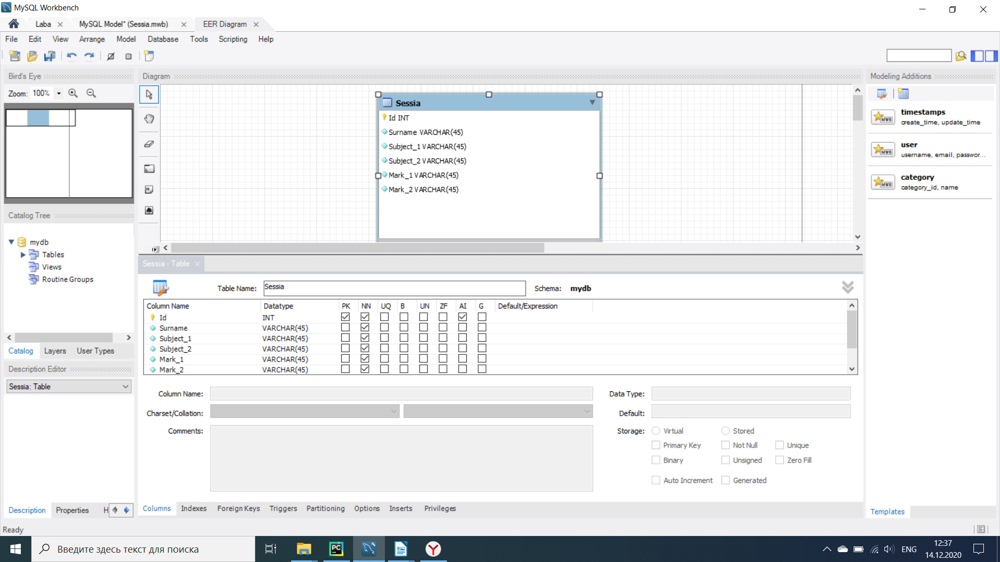 MySQL Workbench
Laba
MySQL Model* (Sessia.mwb)
EER Diagram
File Edit View Arrange Model Database Tools Scripting Help
Bird's Eye
Zoom: 100%
Diagram
Sessia
Id INT
Surname VARCHAR(45)
Subject_1 VARCHAR(45)
Subject_2 VARCHAR(45)
Mark_1 VARCHAR(45)
Mark_2 VARCHAR(45)
Modeling Additions
MWB
timestamps
create_time, update_time
MWB
user
username, email, passwor...
MWB
category
category_id, name
Templates
Catalog Tree
mydb
Tables
Views
Routine Groups
Catalog Layers User Types
Description Editor
Sessia: Table
Description Properties H
Sessia - Table
Table Name: Sessia Schema: mydb
Column Name Datatype PK NN UQ B UN ZF AI G Default/Expression
Id INT
Surname VARCHAR(45)
Subject_1 VARCHAR(45)
Subject_2 VARCHAR(45)
Mark_1 VARCHAR(45)
Mark_2 VARCHAR(45)
Column Name: Data Type:
Charset/Collation: Default:
Comments: Storage: Virtual Stored
Primary Key Not Null Unique
Binary Unsigned Zero Fill
Auto Increment Generated
Columns Indexes Foreign Keys Triggers Partitioning Options Inserts Privileges
Ready
Введите здесь текст для поиска
PC
ENG
12:37
14.12.2020